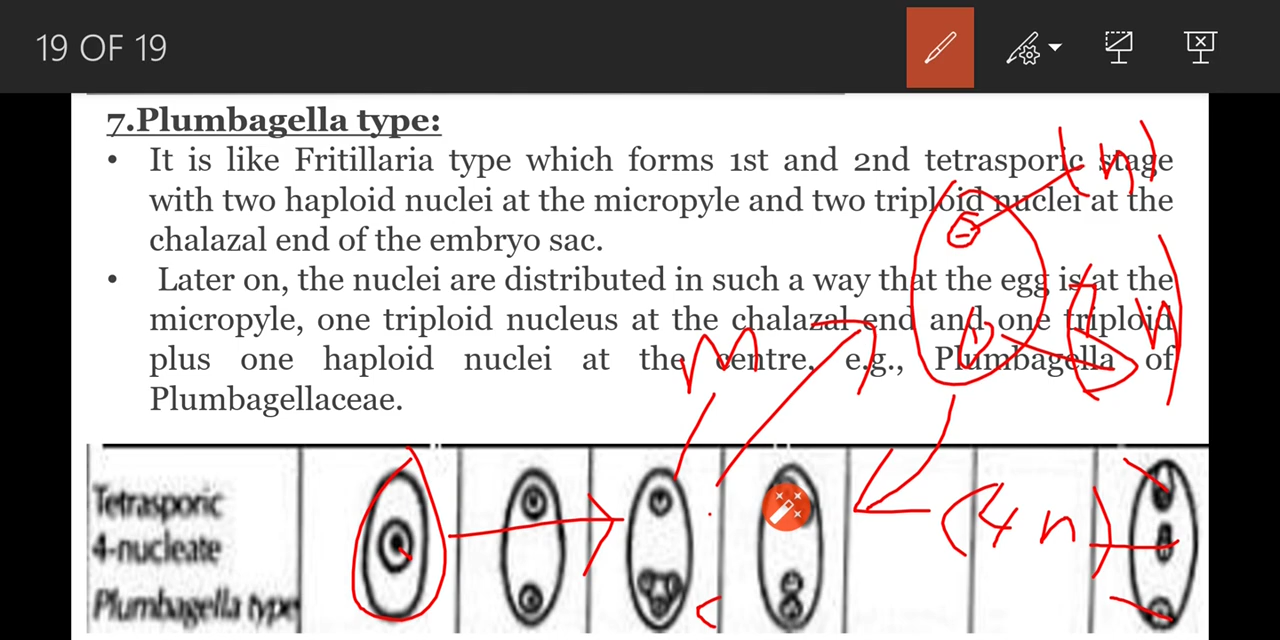 19 OF 19
7.Plumbagella type:
• It is like Fritillaria type which forms 1st and 2nd tetrasporic stage
with two haploid nuclei at the micropyle and two triploid nuclei at the
chalazal end of the embryo sac.
• Later on, the nuclei are distributed in such a way that the egg is at the
micropyle, one triploid nucleus at the chalazal end and one triploid
plus one haploid nuclei at the centre, e.g., Plumbagella of
Plumbagellaceae.
(n)
Tetrasporic
4-nucleate
Plumbagella type
(4n)